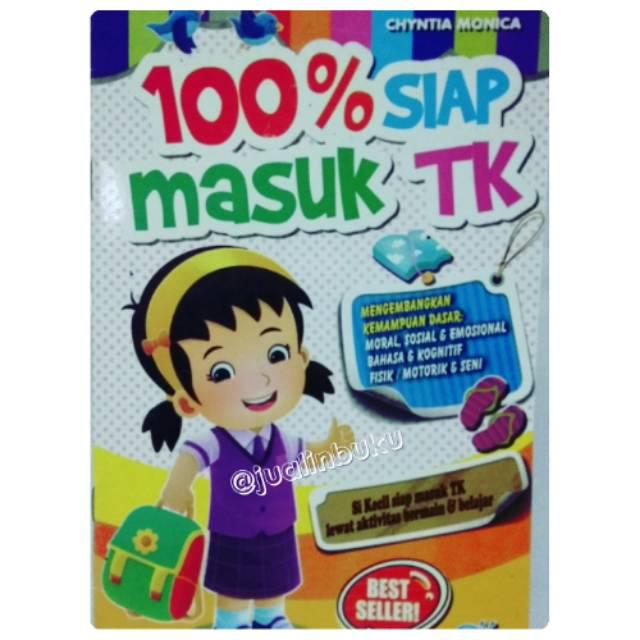 CHYNTIA MONICA
100% SIAP
masuk TK
MENGEMBANGKAN
KEMAMPUAN DASAR:
MORAL, SOSIAL & EMOSIONAL
BAHASA & KOGNITIF
FISIK / MOTORIK & SENI
@jualinbuku
Si Kecil siap masuk TK
lewat aktivitas bermain & belajar
BEST
SELLER!